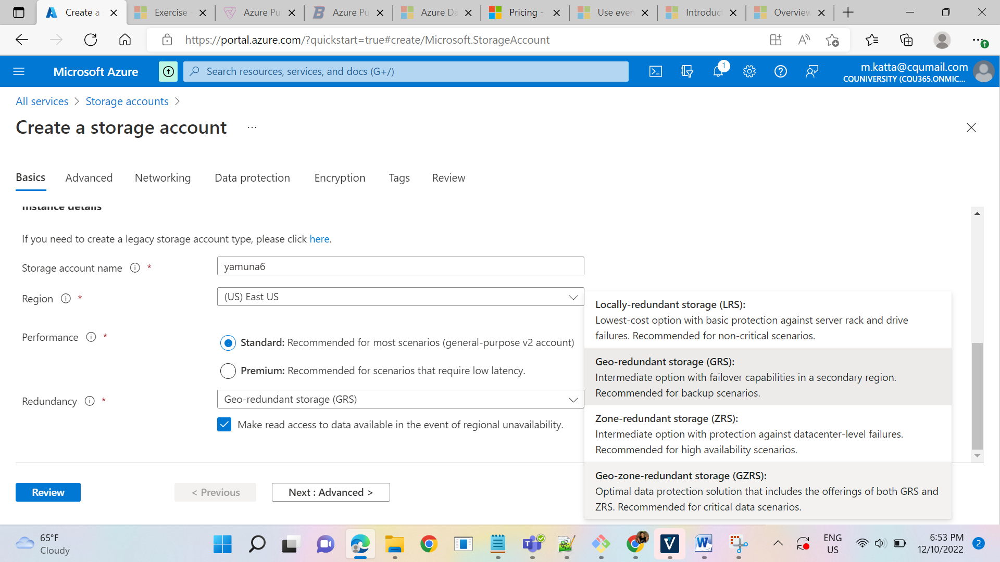 Create a
Exercise -
Azure Pu
Azure Pu
Azure Da
Pricing -
Use even
Introduct
Overview
https://portal.azure.com/?quickstart=true#create/Microsoft.StorageAccount
Microsoft Azure
Search resources, services, and docs (G+/)
1
m.katta@cqumail.com
CQUNIVERSITY (CQU365.ONMIC...
All services > Storage accounts >
Create a storage account ...
Basics
Advanced
Networking
Data protection
Encryption
Tags
Review
Instance details
If you need to create a legacy storage account type, please click here.
Storage account name *
yamuna6
Region *
(US) East US
Performance *
Standard: Recommended for most scenarios (general-purpose v2 account)
Premium: Recommended for scenarios that require low latency.
Redundancy *
Geo-redundant storage (GRS)
Make read access to data available in the event of regional unavailability.
Locally-redundant storage (LRS):
Lowest-cost option with basic protection against server rack and drive
failures. Recommended for non-critical scenarios.
Geo-redundant storage (GRS):
Intermediate option with failover capabilities in a secondary region.
Recommended for backup scenarios.
Zone-redundant storage (ZRS):
Intermediate option with protection against datacenter-level failures.
Recommended for high availability scenarios.
Geo-zone-redundant storage (GZRS):
Optimal data protection solution that includes the offerings of both GRS and
ZRS. Recommended for critical data scenarios.
Review
< Previous
Next : Advanced >
65°F
Cloudy
ENG
US
6:53 PM
12/10/2022
2